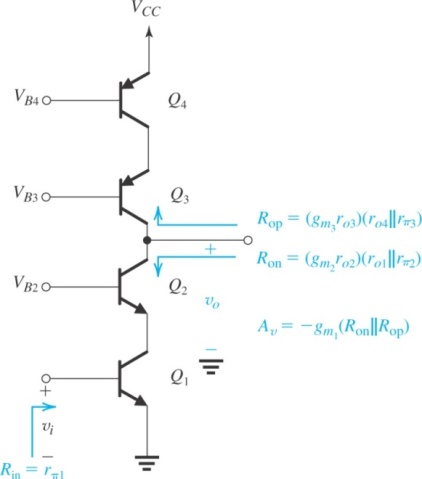 V_CC
V_B4
Q_4
V_B3
Q_3
R_op = (g_m3 r_o3)(r_o4||r_π3)
+
R_on = (g_m2 r_o2)(r_o1||r_π2)
V_B2
Q_2
v_o
A_v = −g_m1(R_on||R_op)
−
Q_1
+
v_i
−
R_in = r_π1